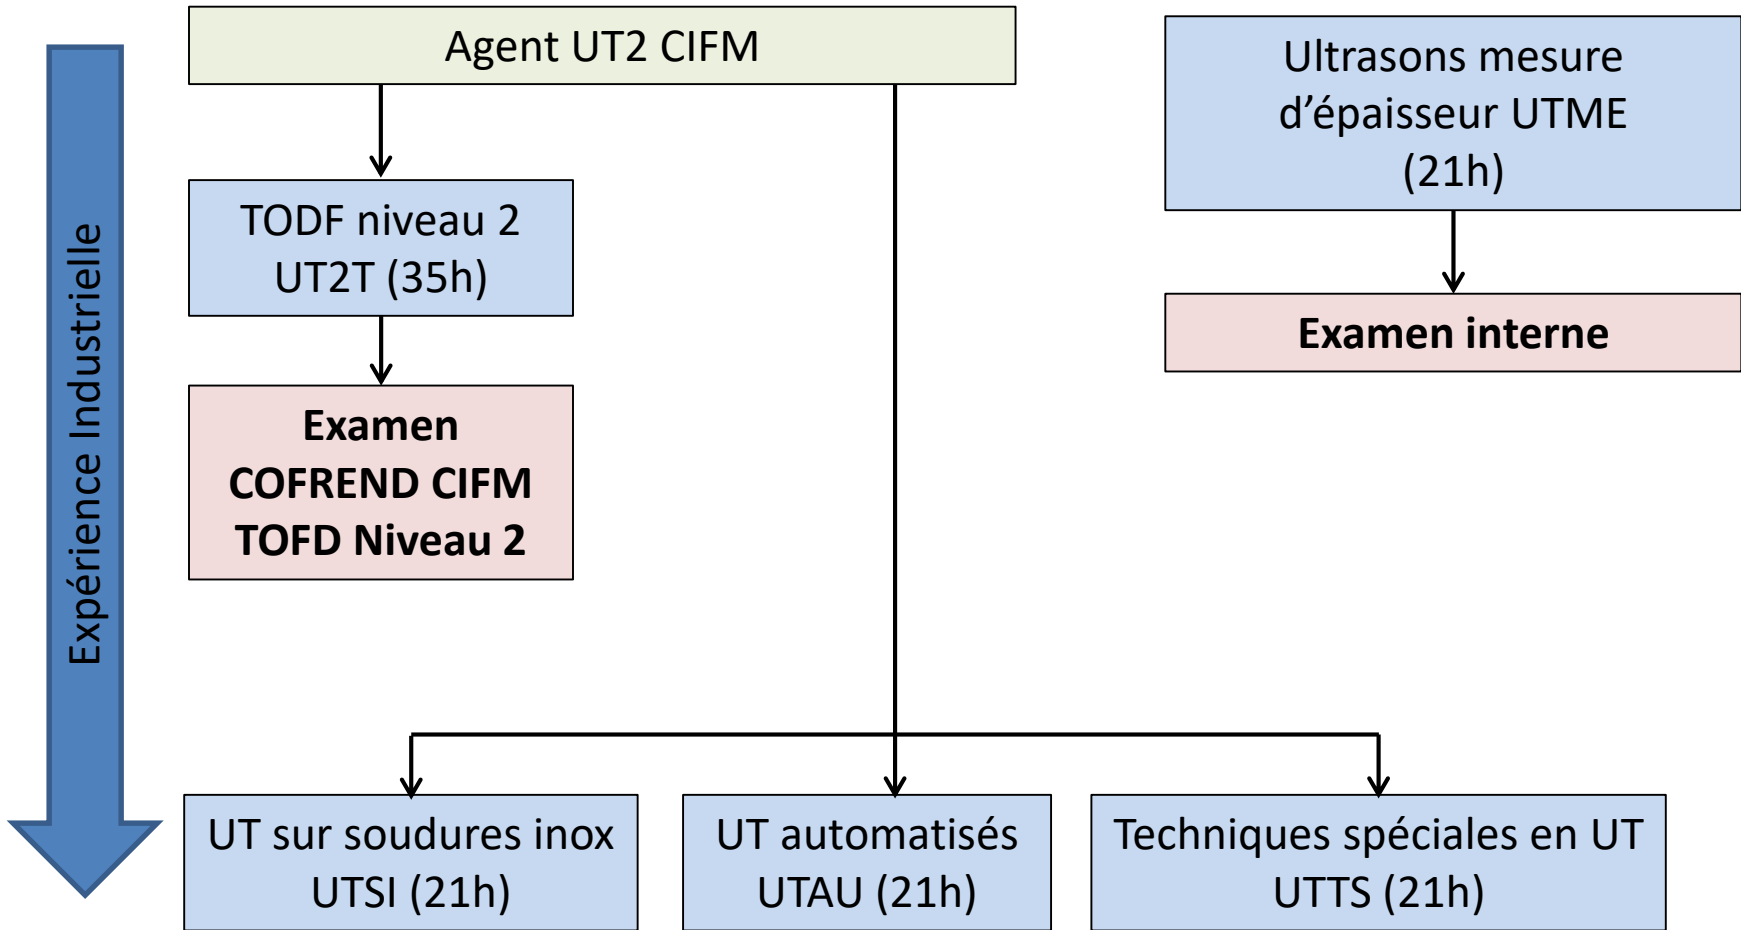 Agent UT2 CIFM
Ultrasons mesure
d’épaisseur UTME
(21h)
TODF niveau 2
UT2T (35h)
Examen interne
Examen
COFREND CIFM
TOFD Niveau 2
Expérience Industrielle
UT sur soudures inox
UTSI (21h)
UT automatisés
UTAU (21h)
Techniques spéciales en UT
UTTS (21h)